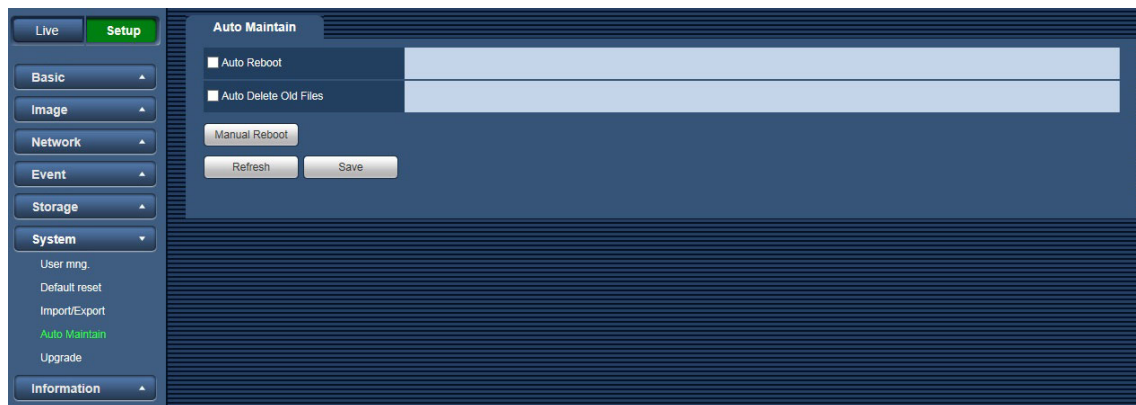 Live
Setup
Basic
Image
Network
Event
Storage
System
User mng.
Default reset
Import/Export
Auto Maintain
Upgrade
Information
Auto Maintain
Auto Reboot
Auto Delete Old Files
Manual Reboot
Refresh
Save